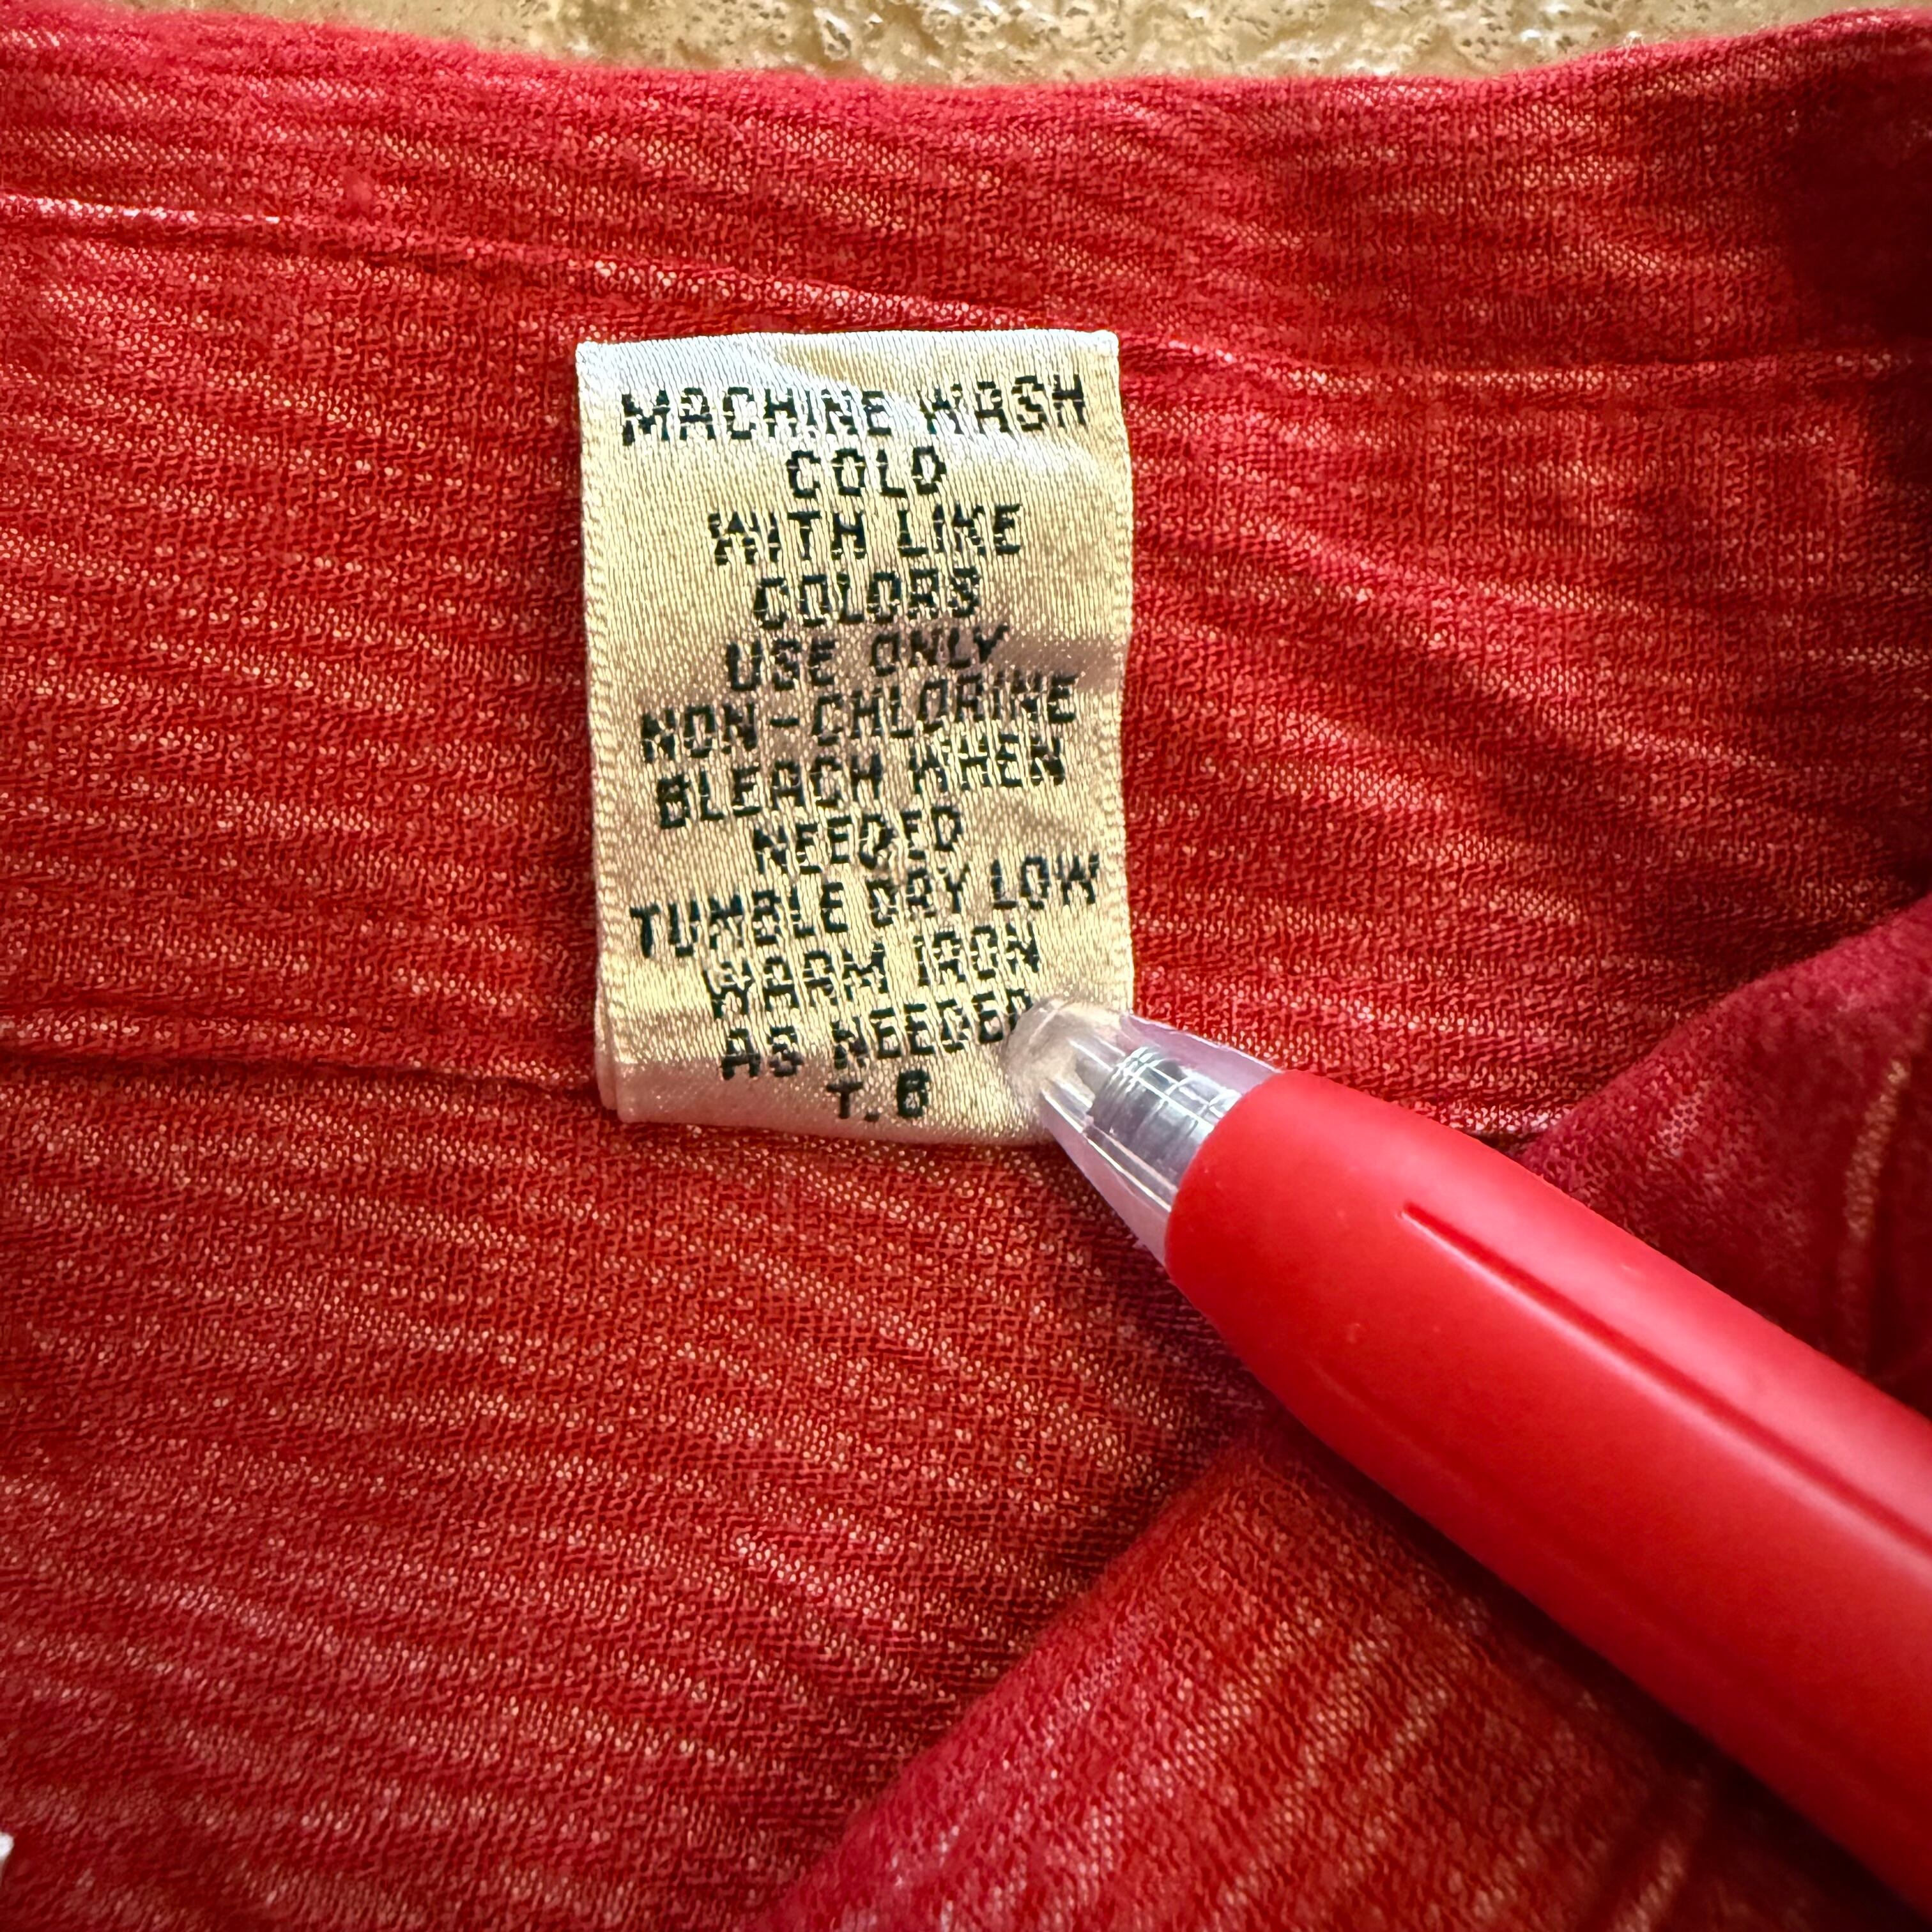 MACHINE WASH
COLD
WITH LIKE
COLORS
USE ONLY
NON-CHLORINE
BLEACH WHEN
NEEDED
TUMBLE DRY LOW
WARM IRON
AS NEEDED
T.6